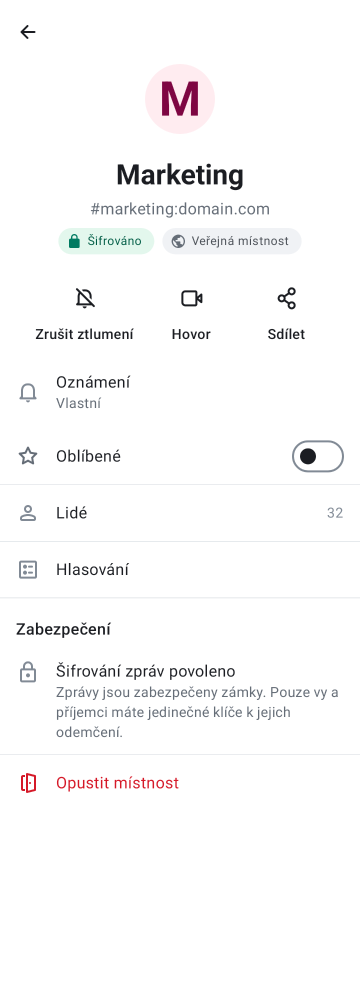 M
Marketing
#marketing:domain.com
Šifrováno
Veřejná místnost
Zrušit ztlumení
Hovor
Sdílet
Oznámení
Vlastní
Oblíbené
Lidé
32
Hlasování
Zabezpečení
Šifrování zpráv povoleno
Zprávy jsou zabezpečeny zámky. Pouze vy a
příjemci máte jedinečné klíče k jejich
odemčení.
Opustit místnost